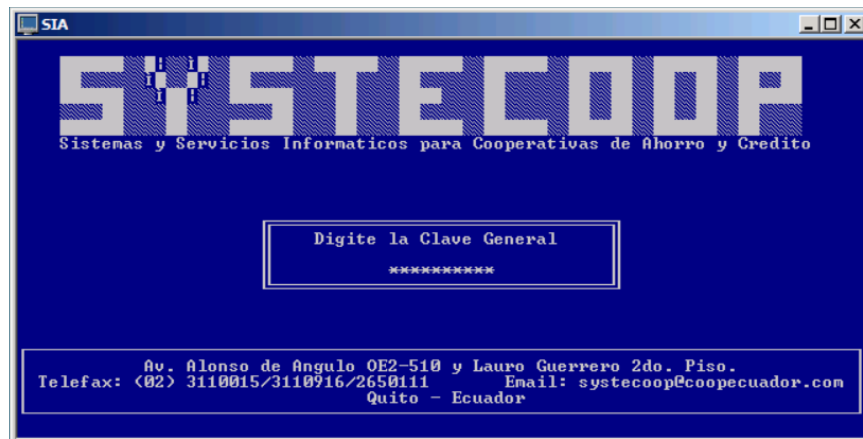 SIA
SYSTECOOP
Sistemas y Servicios Informaticos para Cooperativas de Ahorro y Credito
Digite la Clave General
**********
Av. Alonso de Angulo OE2-510 y Lauro Guerrero 2do. Piso.
Telefax: (02) 3110015/3110916/2650111 Email: systecoop@coopecuador.com
Quito - Ecuador